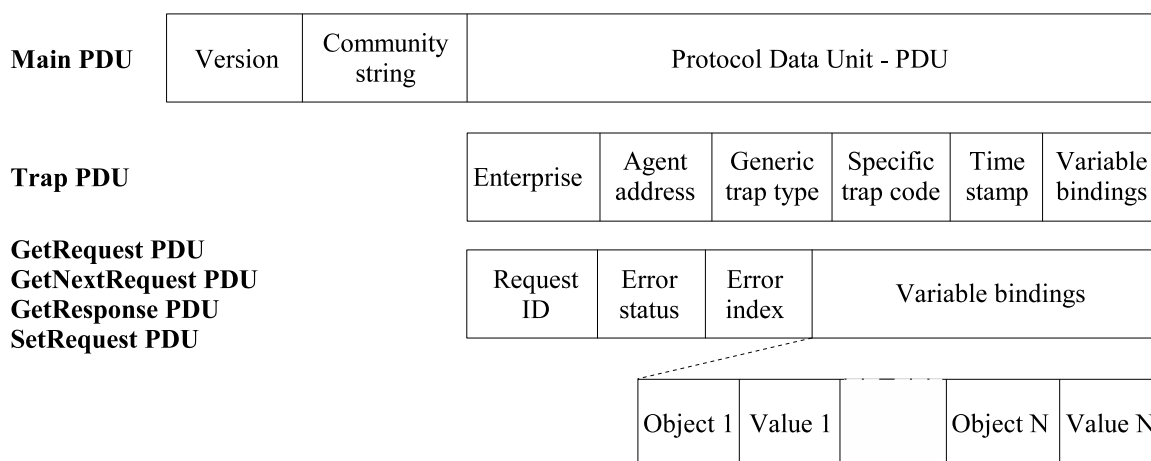 Main PDU
Version
Community
string
Protocol Data Unit - PDU
Trap PDU
Enterprise
Agent
address
Generic
trap type
Specific
trap code
Time
stamp
Variable
bindings
GetRequest PDU
GetNextRequest PDU
GetResponse PDU
SetRequest PDU
Request
ID
Error
status
Error
index
Variable bindings
Object 1
Value 1
Object N
Value N